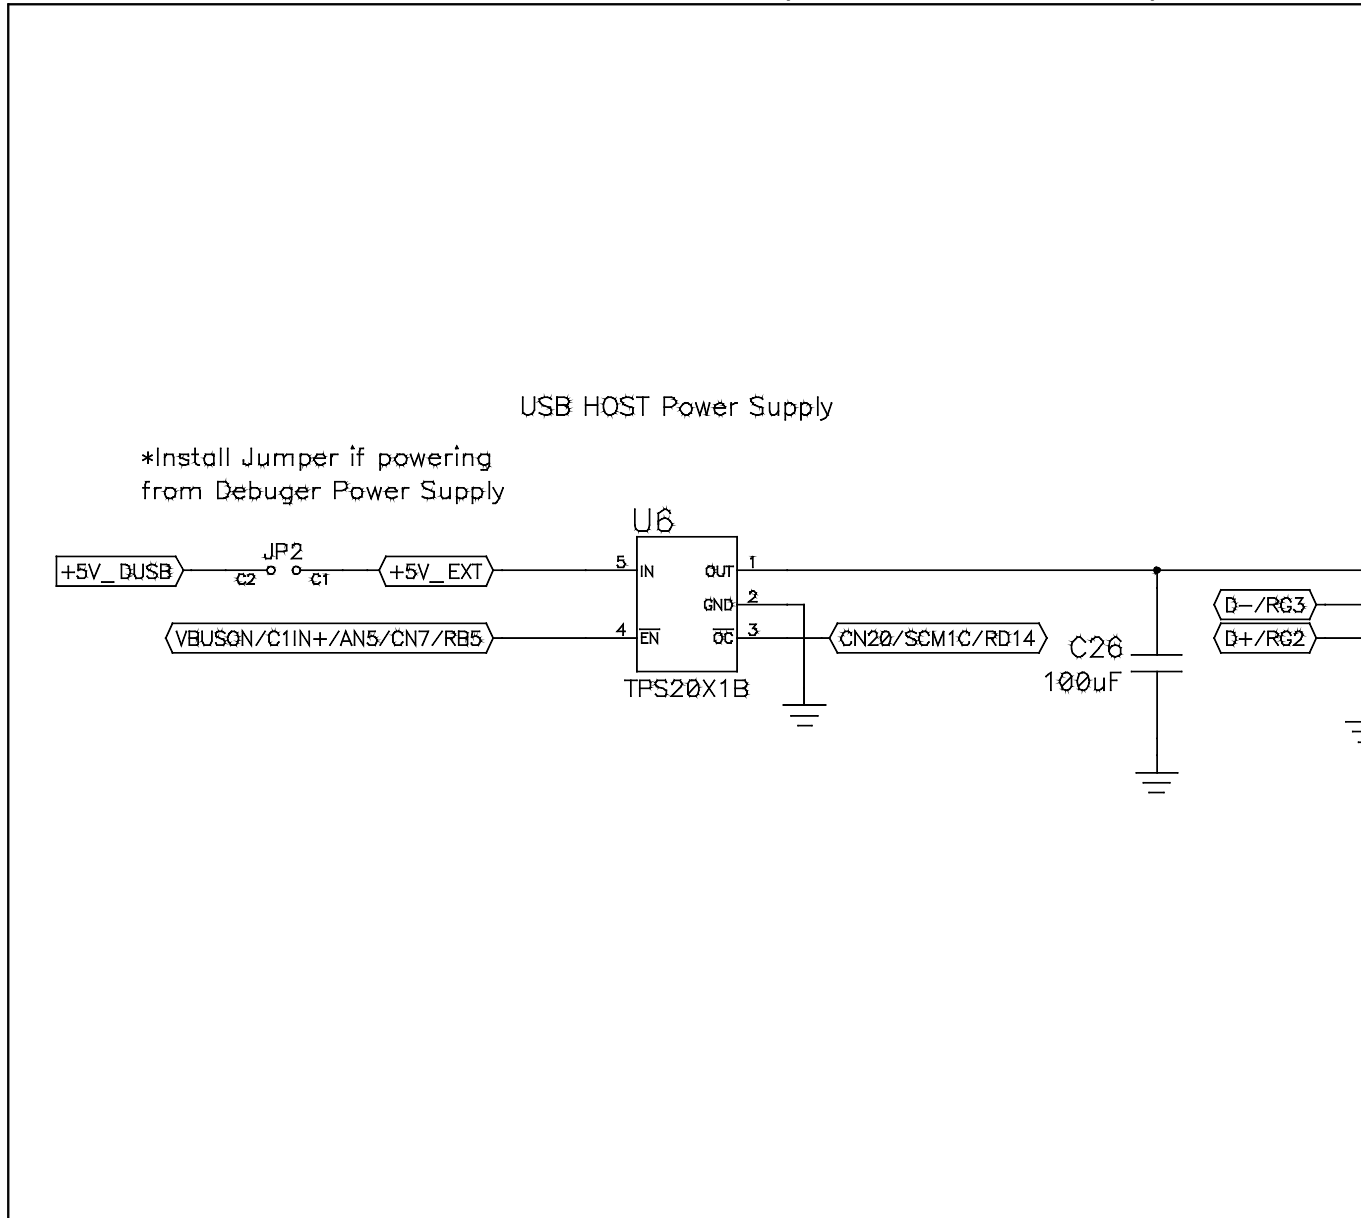 USB HOST Power Supply
*Install Jumper if powering
from Debuger Power Supply
U6
JP2
+5V_DUSB
C2
C1
+5V_EXT
5
IN
OUT
1
GND
2
D-/RG3
VBUSON/C1IN+/AN5/CN7/RB5
4
EN
OC
3
CN20/SCM1C/RD14
D+/RG2
C26
100uF
TPS20X1B